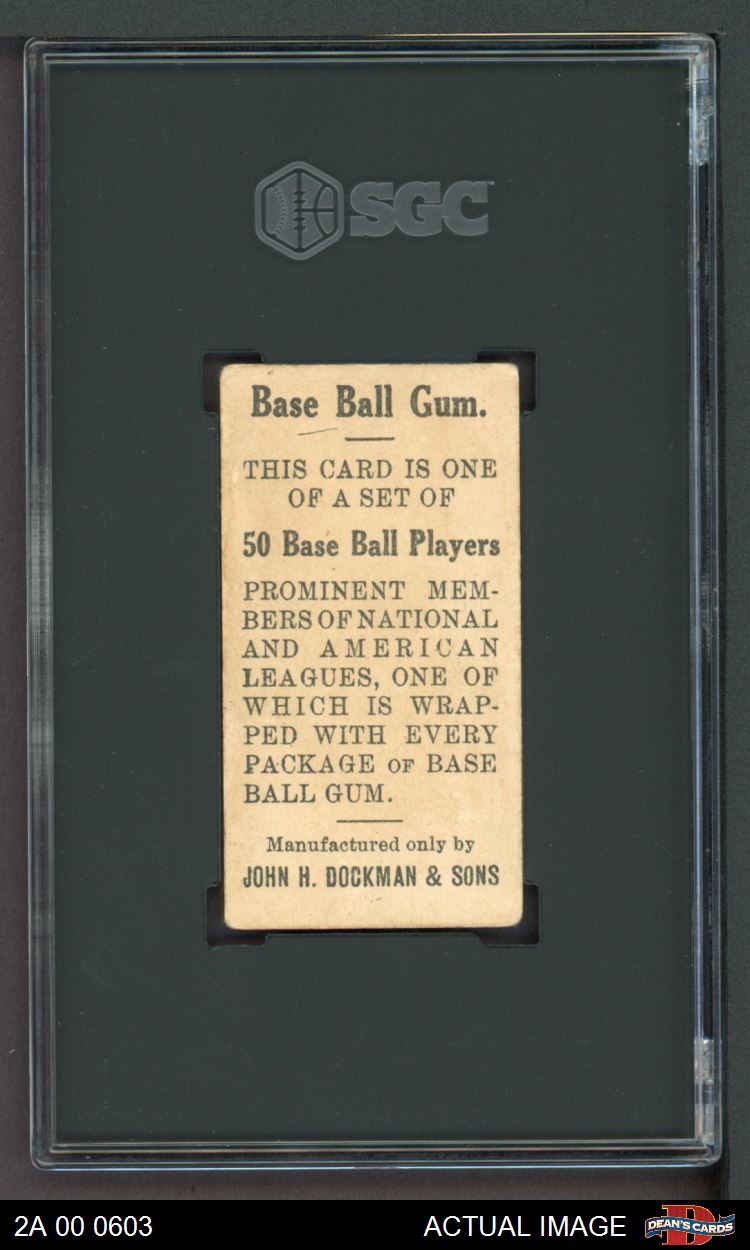 SGC
Base Ball Gum.
THIS CARD IS ONE
OF A SET OF
50 Base Ball Players
PROMINENT MEM-
BERS OF NATIONAL
AND AMERICAN
LEAGUES, ONE OF
WHICH IS WRAP-
PED WITH EVERY
PACKAGE OF BASE
BALL GUM.
Manufactured only by
JOHN H. DOCKMAN & SONS
2A 00 0603
ACTUAL IMAGE
D
DEAN'S CARDS